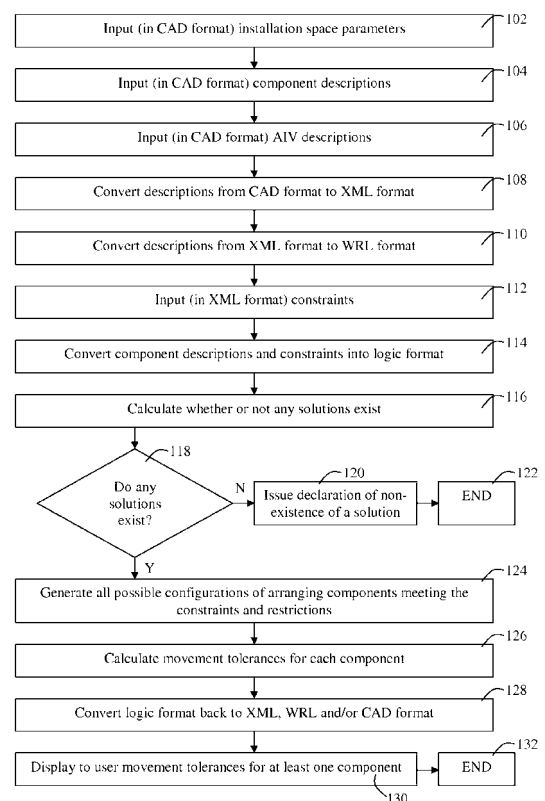 102
Input (in CAD format) installation space parameters
104
Input (in CAD format) component descriptions
106
Input (in CAD format) AIV descriptions
108
Convert descriptions from CAD format to XML format
110
Convert descriptions from XML format to WRL format
112
Input (in XML format) constraints
114
Convert component descriptions and constraints into logic format
116
Calculate whether or not any solutions exist
118
Do any
solutions
exist?
N
120
Issue declaration of non-
existence of a solution
122
END
Y
124
Generate all possible configurations of arranging components meeting the
constraints and restrictions
126
Calculate movement tolerances for each component
128
Convert logic format back to XML, WRL and/or CAD format
132
Display to user movement tolerances for at least one component
END
130